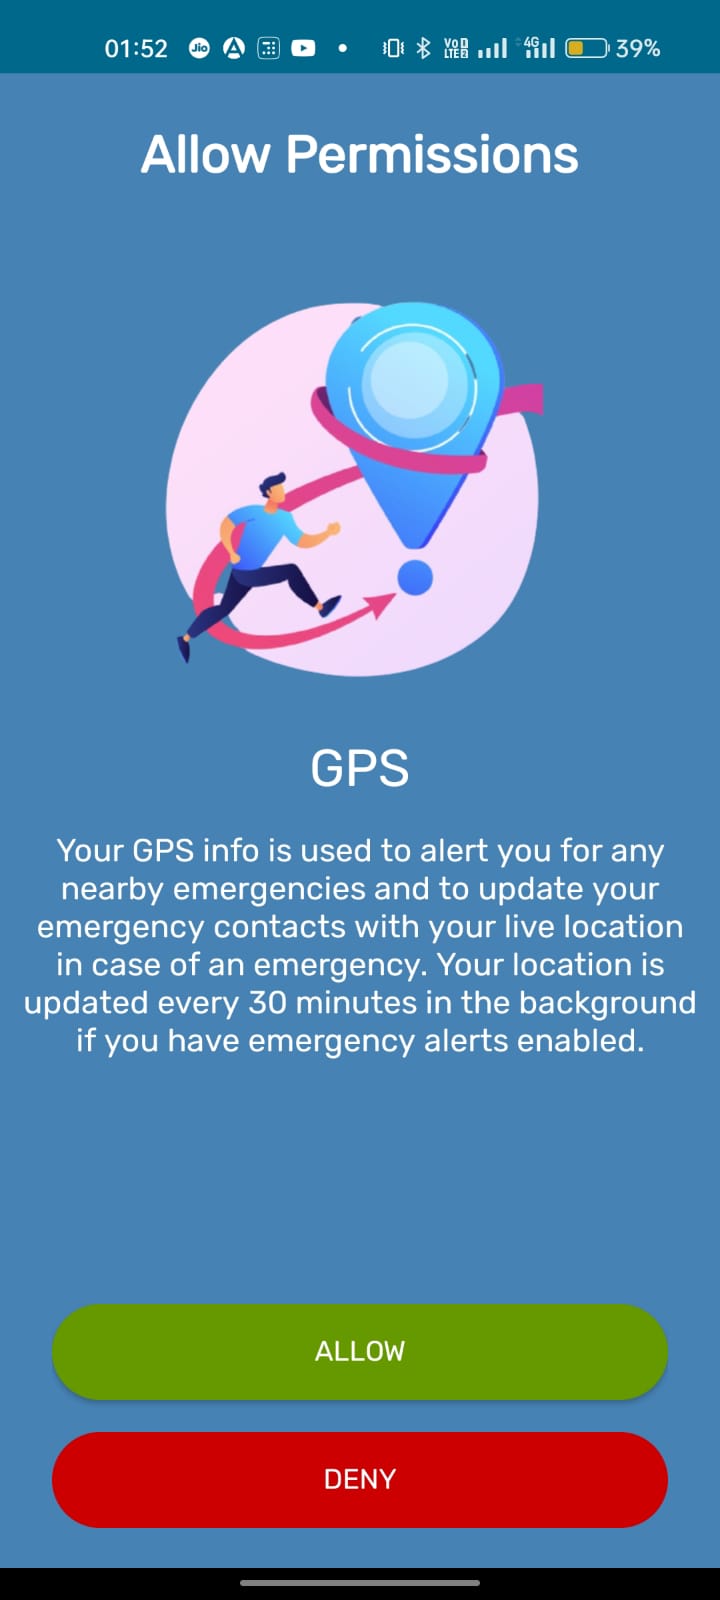 01:52 Jio VoD LTE2 4G 39%
Allow Permissions
GPS
Your GPS info is used to alert you for any
nearby emergencies and to update your
emergency contacts with your live location
in case of an emergency. Your location is
updated every 30 minutes in the background
if you have emergency alerts enabled.
ALLOW
DENY